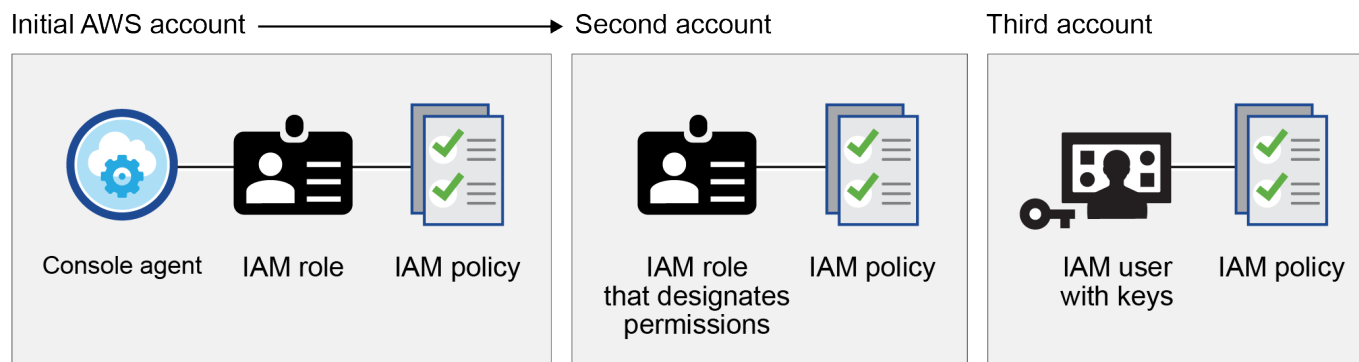 Initial AWS account
Second account
Third account
Console agent
IAM role
IAM policy
IAM role
that designates
permissions
IAM policy
IAM user
with keys
IAM policy